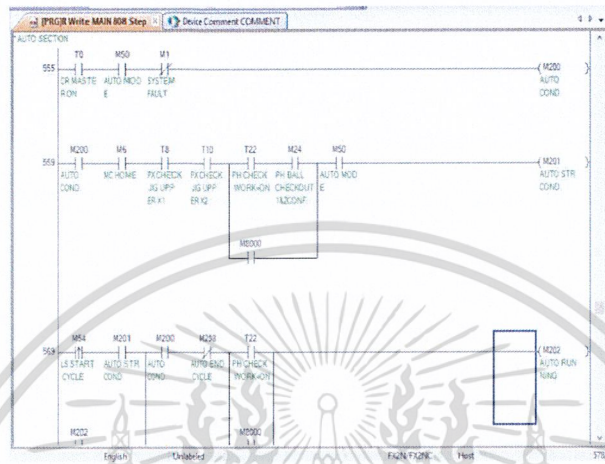 [PRG]R Write MAIN 808 Step
Device Comment COMMENT
AUTO SECTION
T0 M50 M1
555 M200
CR MASTE AUTO MOD SYSTEM AUTO
R ON E FAULT COND
M200 M6 T8 T10 T22 M24 M50
559 M201
AUTO MC HOME PX CHECK PX CHECK PH CHECK PH BALL AUTO MOD AUTO STR
COND. JIG UPP JIG UPP WORK-ON CHECKOUT E COND.
ER X1 ER X2 1&2CONF.
M8000
M54 M201 M200 M253 T22
569 M202
LS START AUTO STR AUTO AUTO END PH CHECK AUTO RUN
CYCLE COND COND CYCLE WORK-ON NING
M202 M8000
English Unlabeled FX2N/FX2NC Host